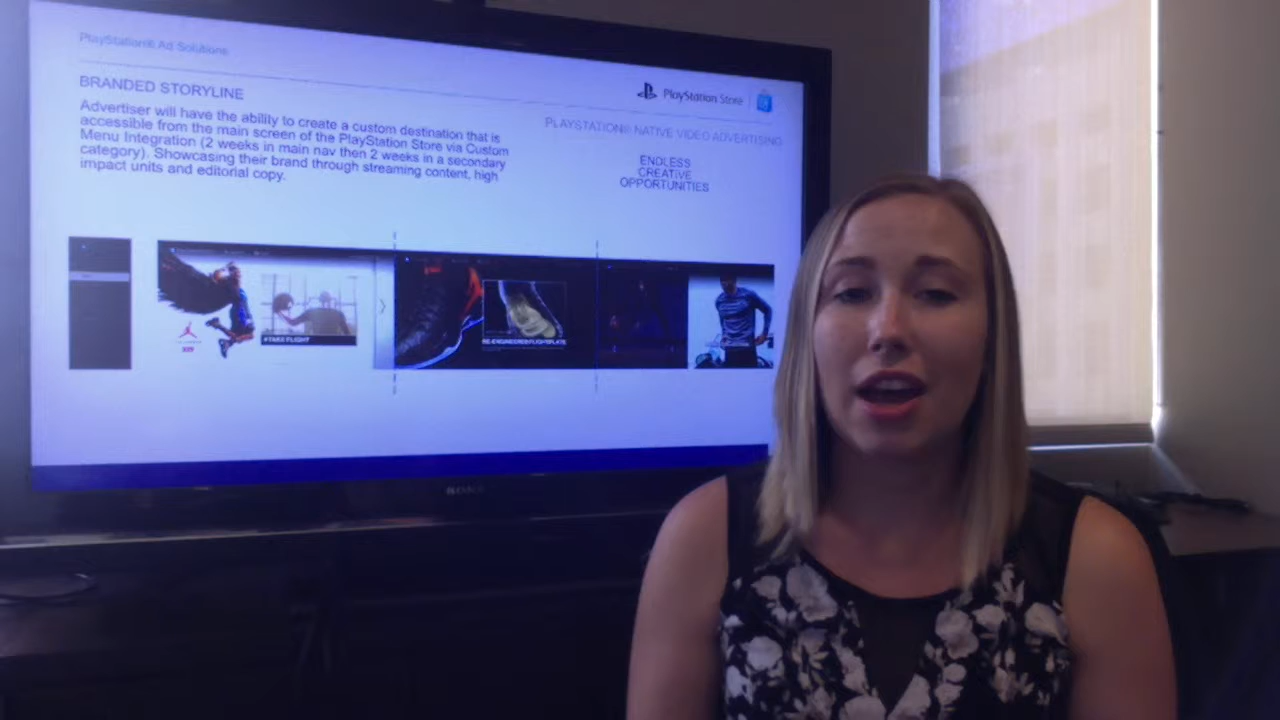 PlayStation® Ad Solutions
BRANDED STORYLINE
Advertiser will have the ability to create a custom destination that is
accessible from the main screen of the PlayStation Store via Custom
Menu Integration (2 weeks in main nav then 2 weeks in a secondary
category). Showcasing their brand through streaming content, high
impact units and editorial copy.
PlayStation Store
PLAYSTATION® NATIVE VIDEO ADVERTISING
ENDLESS
CREATIVE
OPPORTUNITIES
#TAKE FLIGHT
RE-ENGINEERED FLIGHTPLATE